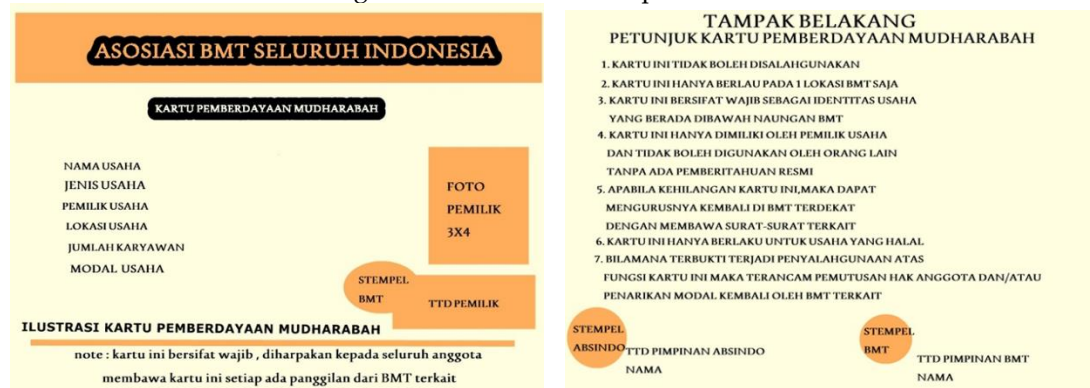 ASOSIASI BMT SELURUH INDONESIA
KARTU PEMBERDAYAAN MUDHARABAH
NAMA USAHA
JENIS USAHA
PEMILIK USAHA
LOKASI USAHA
JUMLAH KARYAWAN
MODAL USAHA
FOTO
PEMILIK
3X4
STEMPEL
BMT
TTD PEMILIK
ILUSTRASI KARTU PEMBERDAYAAN MUDHARABAH
note : kartu ini bersifat wajib , diharpakan kepada seluruh anggota
membawa kartu ini setiap ada panggilan dari BMT terkait
TAMPAK BELAKANG
PETUNJUK KARTU PEMBERDAYAAN MUDHARABAH
1. KARTU INI TIDAK BOLEH DISALAHGUNAKAN
2. KARTU INI HANYA BERLAU PADA 1 LOKASI BMT SAJA
3. KARTU INI BERSIFAT WAJIB SEBAGAI IDENTITAS USAHA
YANG BERADA DIBAWAH NAUNGAN BMT
4. KARTU INI HANYA DIMILIKI OLEH PEMILIK USAHA
DAN TIDAK BOLEH DIGUNAKAN OLEH ORANG LAIN
TANPA ADA PEMBERITAHUAN RESMI
5. APABILA KEHILANGAN KARTU INI,MAKA DAPAT
MENGURUSNYA KEMBALI DI BMT TERDEKAT
DENGAN MEMBAWA SURAT-SURAT TERKAIT
6. KARTU INI HANYA BERLAKU UNTUK USAHA YANG HALAL
7. BILAMANA TERBUKTI TERJADI PENYALAHGUNAAN ATAS
FUNGSI KARTU INI MAKA TERANCAM PEMUTUSAN HAK ANGGOTA DAN/ATAU
PENARIKAN MODAL KEMBALI OLEH BMT TERKAIT
STEMPEL
ABSINDO
TTD PIMPINAN ABSINDO
NAMA
STEMPEL
BMT
TTD PIMPINAN BMT
NAMA